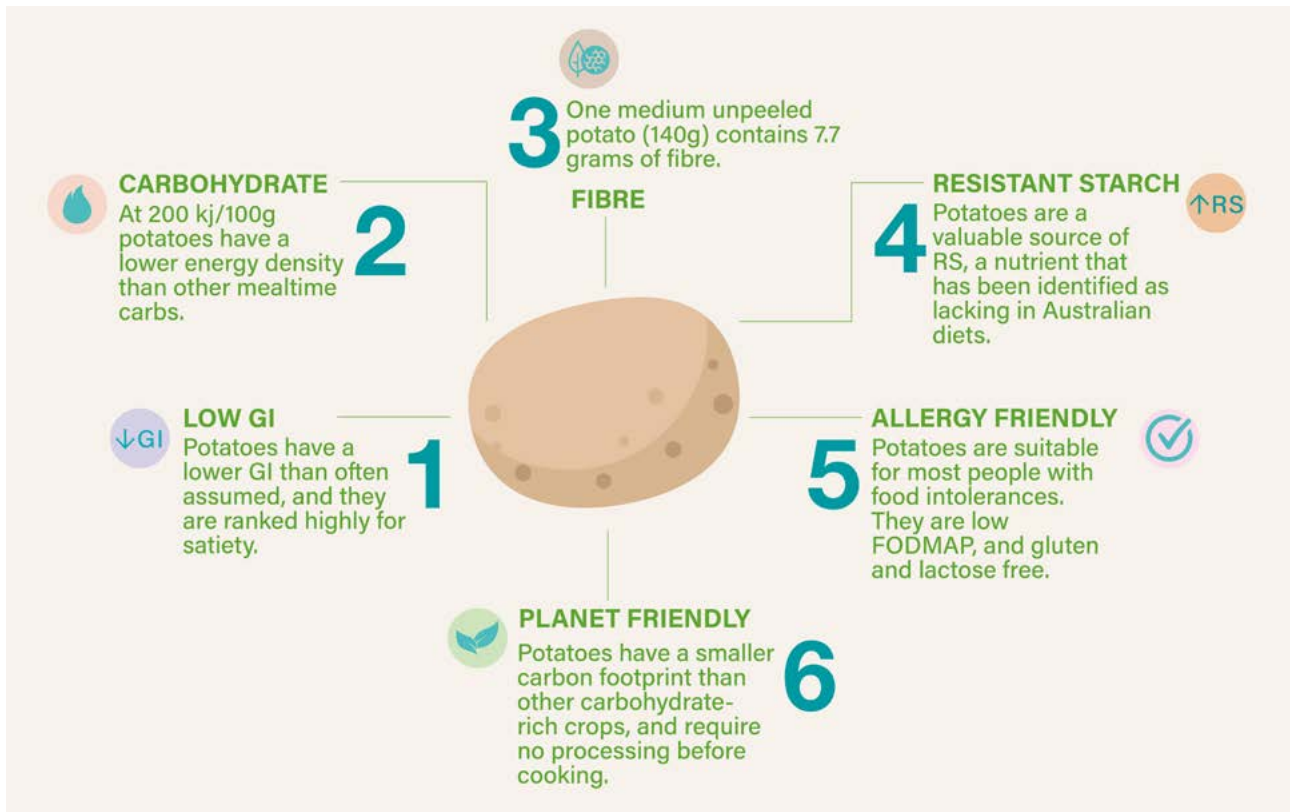 ↓GI
LOW GI
1
Potatoes have a
lower GI than often
assumed, and they
are ranked highly for
satiety.
CARBOHYDRATE
2
At 200 kj/100g
potatoes have a
lower energy density
than other mealtime
carbs.
3
One medium unpeeled
potato (140g) contains 7.7
grams of fibre.
FIBRE
RESISTANT STARCH
↑RS
4
Potatoes are a
valuable source of
RS, a nutrient that
has been identified as
lacking in Australian
diets.
ALLERGY FRIENDLY
5
Potatoes are suitable
for most people with
food intolerances.
They are low
FODMAP, and gluten
and lactose free.
PLANET FRIENDLY
6
Potatoes have a smaller
carbon footprint than
other carbohydrate-
rich crops, and require
no processing before
cooking.